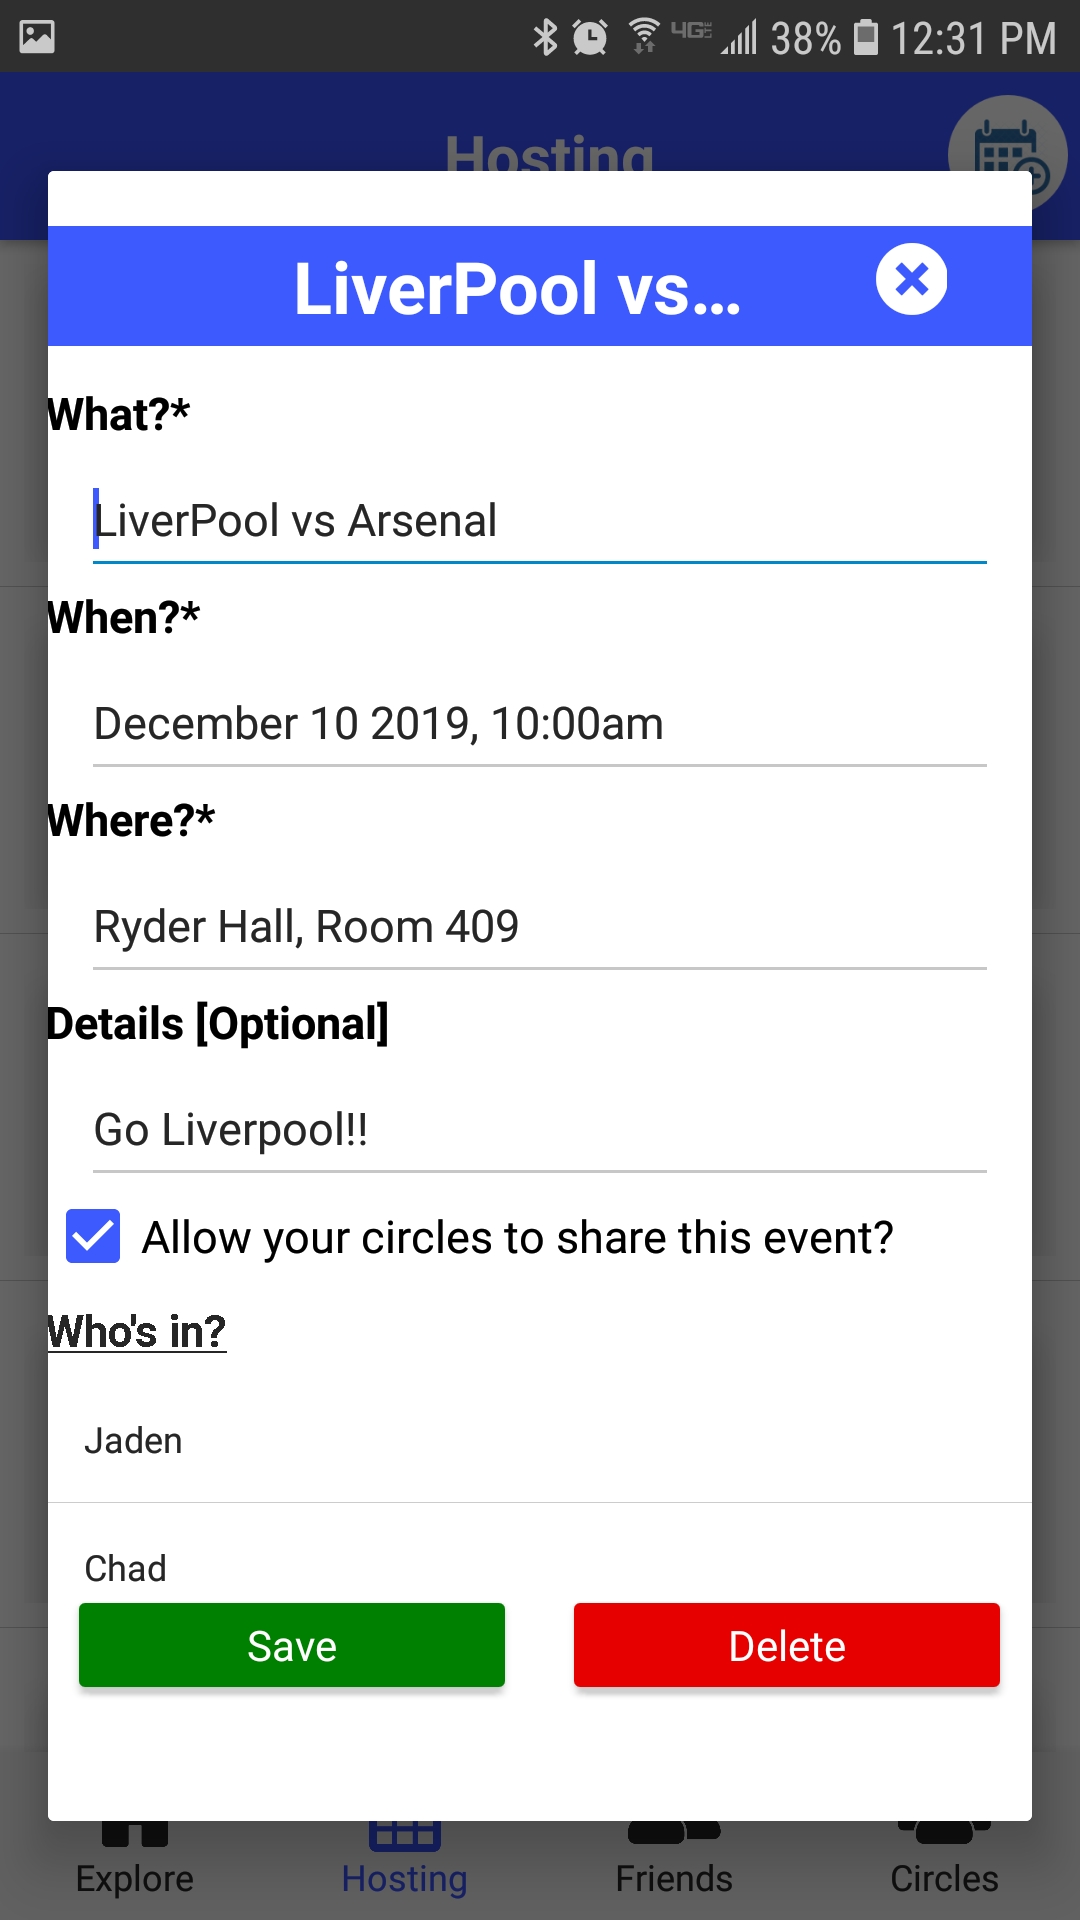 4G
38%
12:31 PM
Hosting
LiverPool vs...
What?*
LiverPool vs Arsenal
When?*
December 10 2019, 10:00am
Where?*
Ryder Hall, Room 409
Details [Optional]
Go Liverpool!!
Allow your circles to share this event?
Who's in?
Jaden
Chad
Save
Delete
Explore
Hosting
Friends
Circles